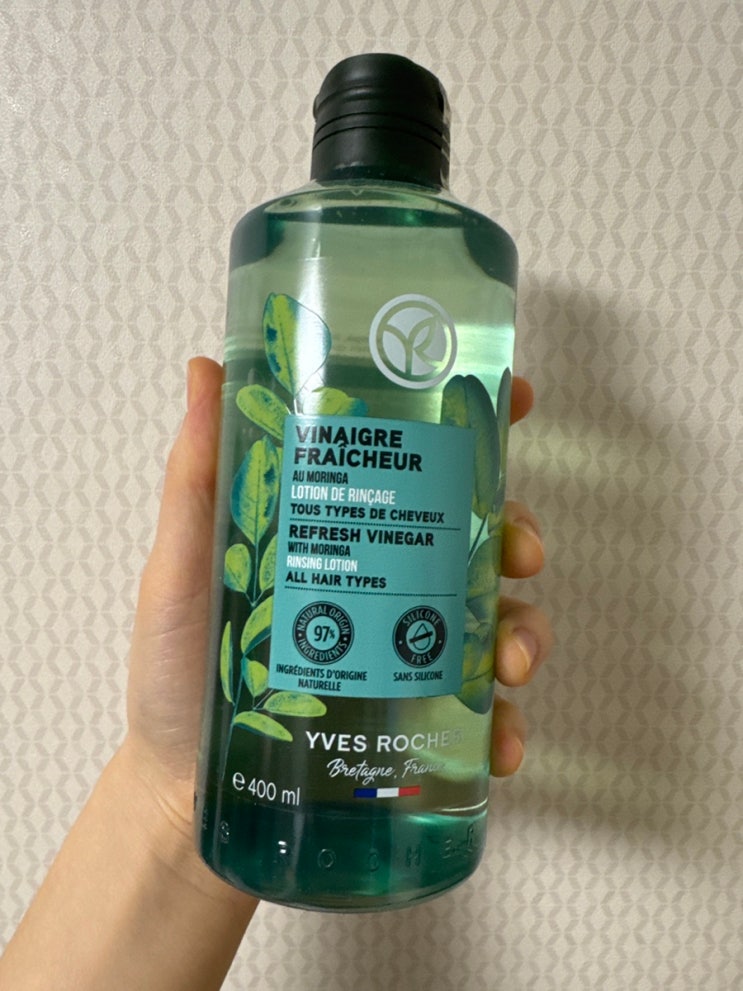 VINAIGRE
FRAÎCHEUR
AU MORINGA
LOTION DE RINÇAGE
TOUS TYPES DE CHEVEUX
REFRESH VINEGAR
WITH MORINGA
RINSING LOTION
ALL HAIR TYPES
NATURAL ORIGIN
97%
INGREDIENTS
INGRÉDIENTS D'ORIGINE
NATURELLE
SILICONE
FREE
SANS SILICONE
YVES ROCHER
Bretagne, France
e 400 ml